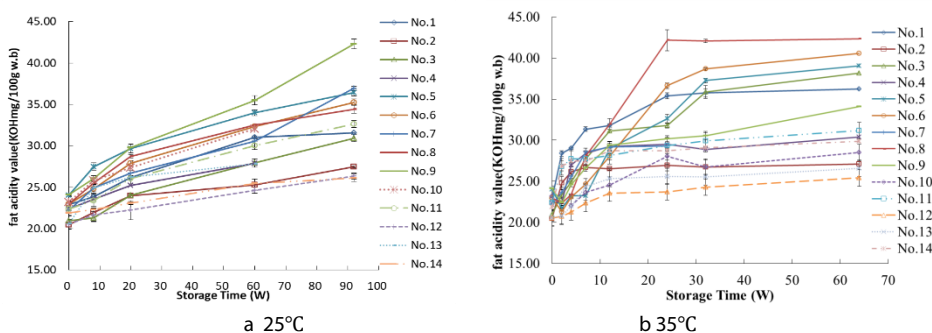 fat acidity value(KOHmg/100g w.b)
45.00
40.00
35.00
30.00
25.00
20.00
15.00
0 10 20 30 40 50 60 70 80 90 100
Storage Time (W)
No.1
No.2
No.3
No.4
No.5
No.6
No.7
No.8
No.9
No.10
No.11
No.12
No.13
No.14
a 25℃
fat acidity value(KOHmg/100g w.b)
45.00
40.00
35.00
30.00
25.00
20.00
15.00
0 10 20 30 40 50 60 70
Storage Time (W)
No.1
No.2
No.3
No.4
No.5
No.6
No.7
No.8
No.9
No.10
No.11
No.12
No.13
No.14
b 35℃